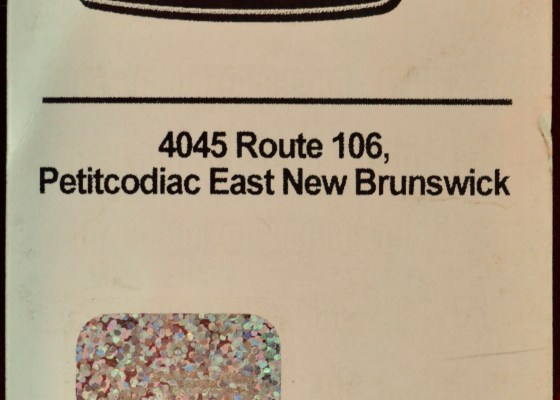 4045 Route 106,
Petitcodiac East New Brunswick